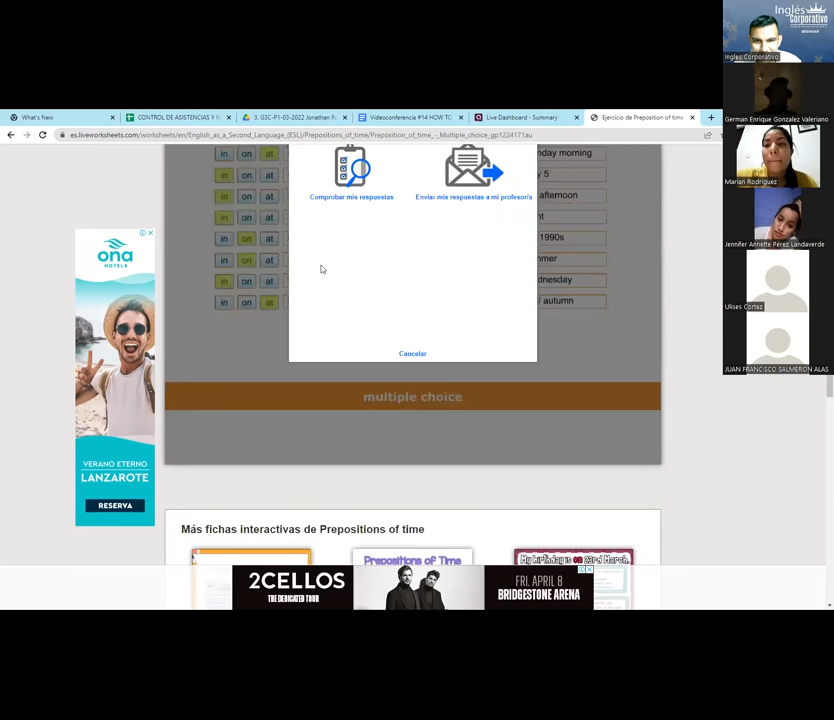 Inglés
Corporativo
BEGINNER
Ingles Corporativo
German Enrique Gonzalez Valeriano
Marian Rodriguez
Jennifer Annette Pérez Landaverde
Ulises Cortez
JUAN FRANCISCO SALMERON ALAS
What's New
CONTROL DE ASISTENCIAS Y N
3. G3C-P1-03-2022 Jonathan Fa
Videoconferencia #14 HOW TO
Live Dashboard - Summary
Ejercicio de Preposition of time
es.liveworksheets.com/worksheets/en/English_as_a_Second_Language_(ESL)/Prepositions_of_time/Preposition_of_time_-_Multiple_choice_gp1224171au
in on at nday morning
in on at y 5
in on at afternoon
in on at nt
in on at 1990s
in on at mmer
in on at dnesday
in on at / autumn
Comprobar mis respuestas
Enviar mis respuestas a mi profesor/a
Cancelar
multiple choice
ona
HOTELS
VERANO ETERNO
LANZAROTE
RESERVA
Más fichas interactivas de Prepositions of time
Prepositions of Time
My birthday is on 23rd March.
2CELLOS
THE DEDICATED TOUR
FRI. APRIL 8
BRIDGESTONE ARENA